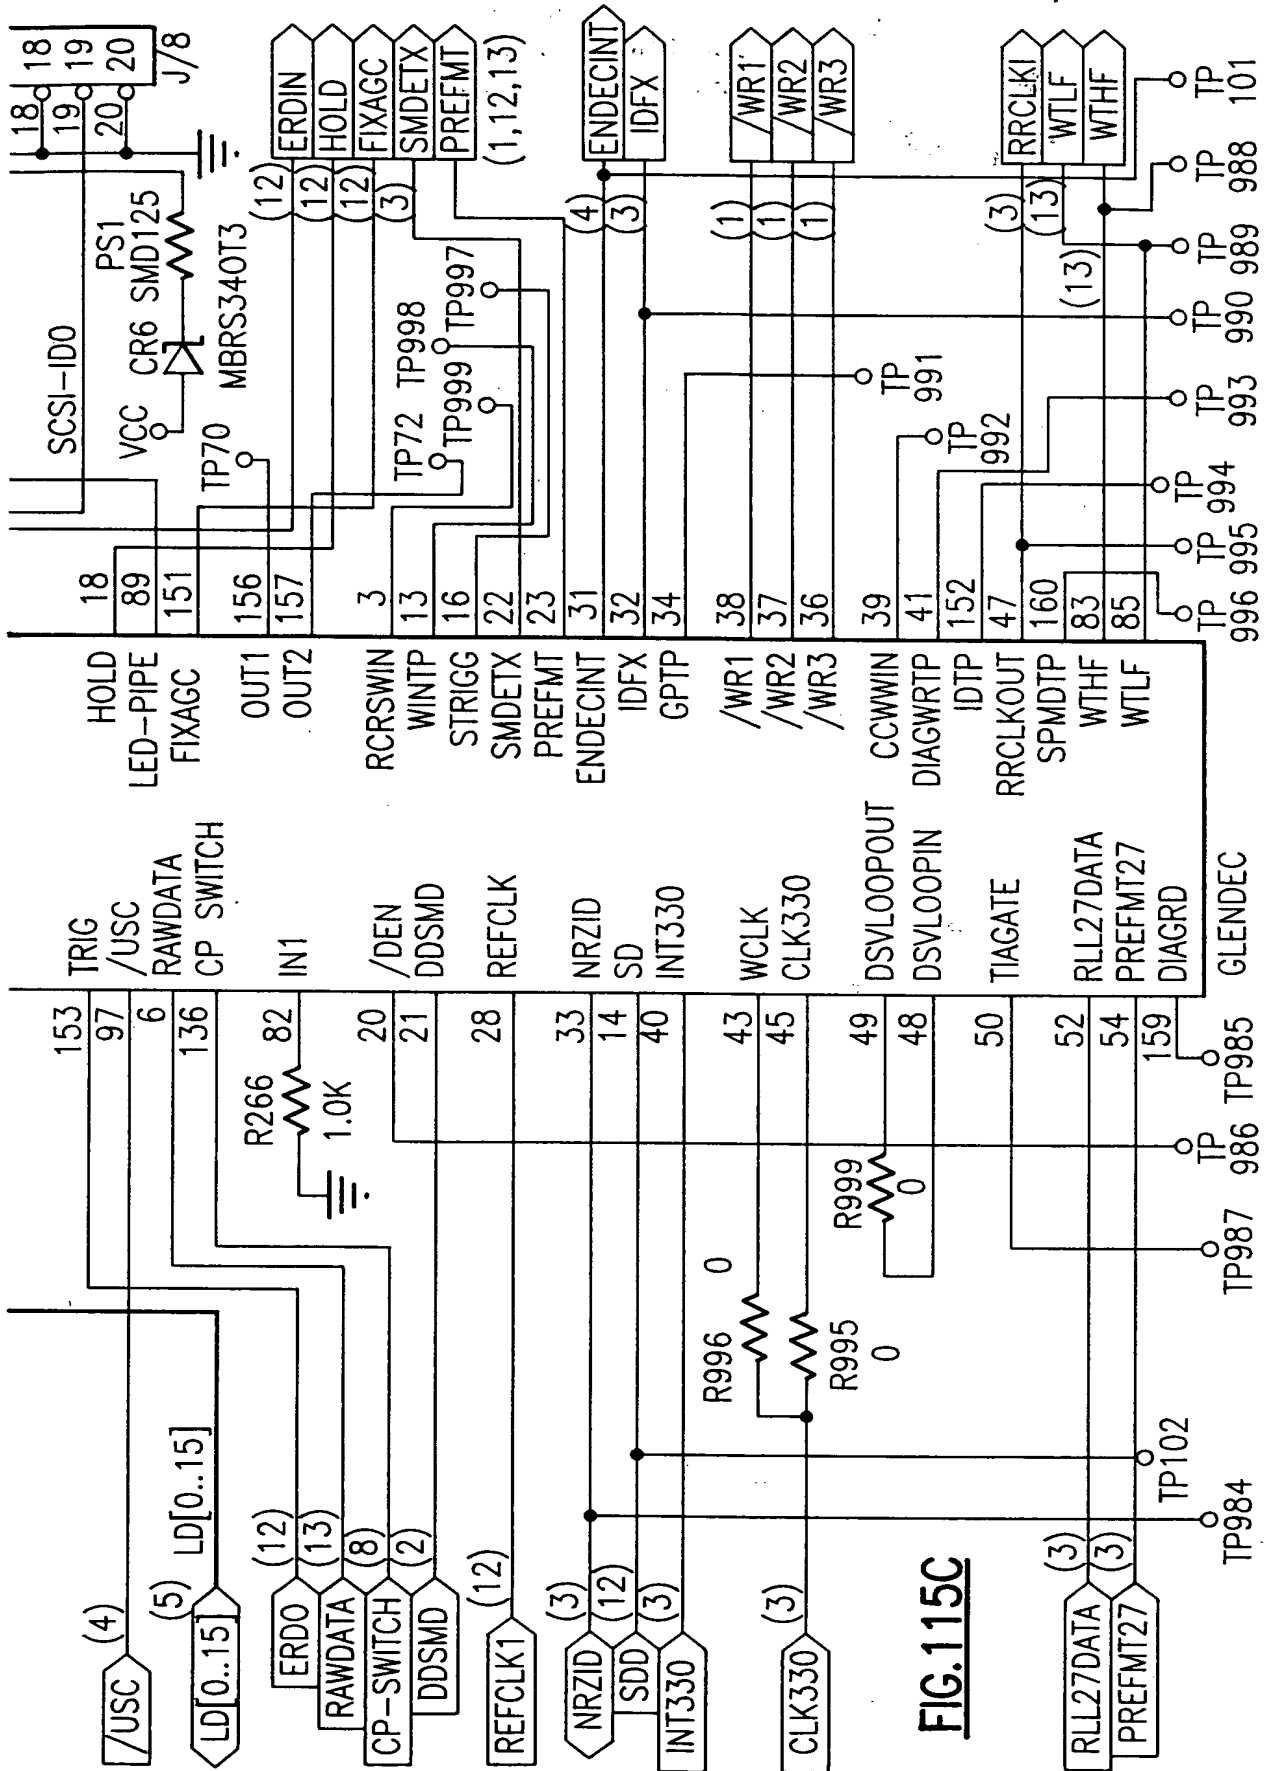 18
19
20
J/8
18
19
20
SCSI-ID0
VCC
CR6
PS1
SMD125
MBRS340T3
ERDIN
HOLD
FIXAGC
SMDETX
PREFMT
(12)
(12)
(12)
(3)
(1,12,13)
TP70
TP72
TP998
TP999
TP997
ENDECINT
IDFX
(4)
(3)
/WR1
/WR2
/WR3
(1)
(1)
(1)
RRCLKI
WTLF
WTHF
(3)
(13)
(13)
TP
101
TP
988
TP
989
TP
990
TP
991
TP
992
TP
993
TP
994
TP
995
TP
996
HOLD 18
LED-PIPE 89
FIXAGC 151
OUT1 156
OUT2 157
RCRSWIN 3
WINTP 13
STRIGG 16
SMDETX 22
PREFMT 23
ENDECINT 31
IDFX 32
GPTP 34
/WR1 38
/WR2 37
/WR3 36
CCWWIN 39
DIAGWRTP 41
IDTP 152
RRCLKOUT 47
SPMDTP 160
WTHF 83
WTLF 85
153 TRIG
97 /USC
6 RAWDATA
136 CP SWITCH
82 IN1
20 /DEN
21 DDSMD
28 REFCLK
33 NRZID
14 SD
40 INT330
43 WCLK
45 CLK330
49 DSVLOOPOUT
48 DSVLOOPIN
50 TIAGATE
52 RLL27DATA
54 PREFMT27
159 DIAGRD
GLENDEC
R266
1.0K
R996
0
R995
0
R999
0
TP985
TP
986
TP987
TP102
TP984
/USC (4)
LD[0..15] (5)
LD[0..15]
ERDO (12)
RAWDATA (13)
CP-SWITCH (8)
DDSMD (2)
REFCLK1 (12)
NRZID (3)
SDD (12)
INT330 (3)
CLK330 (3)
RLL27DATA (3)
PREFMT27 (3)
FIG.115C